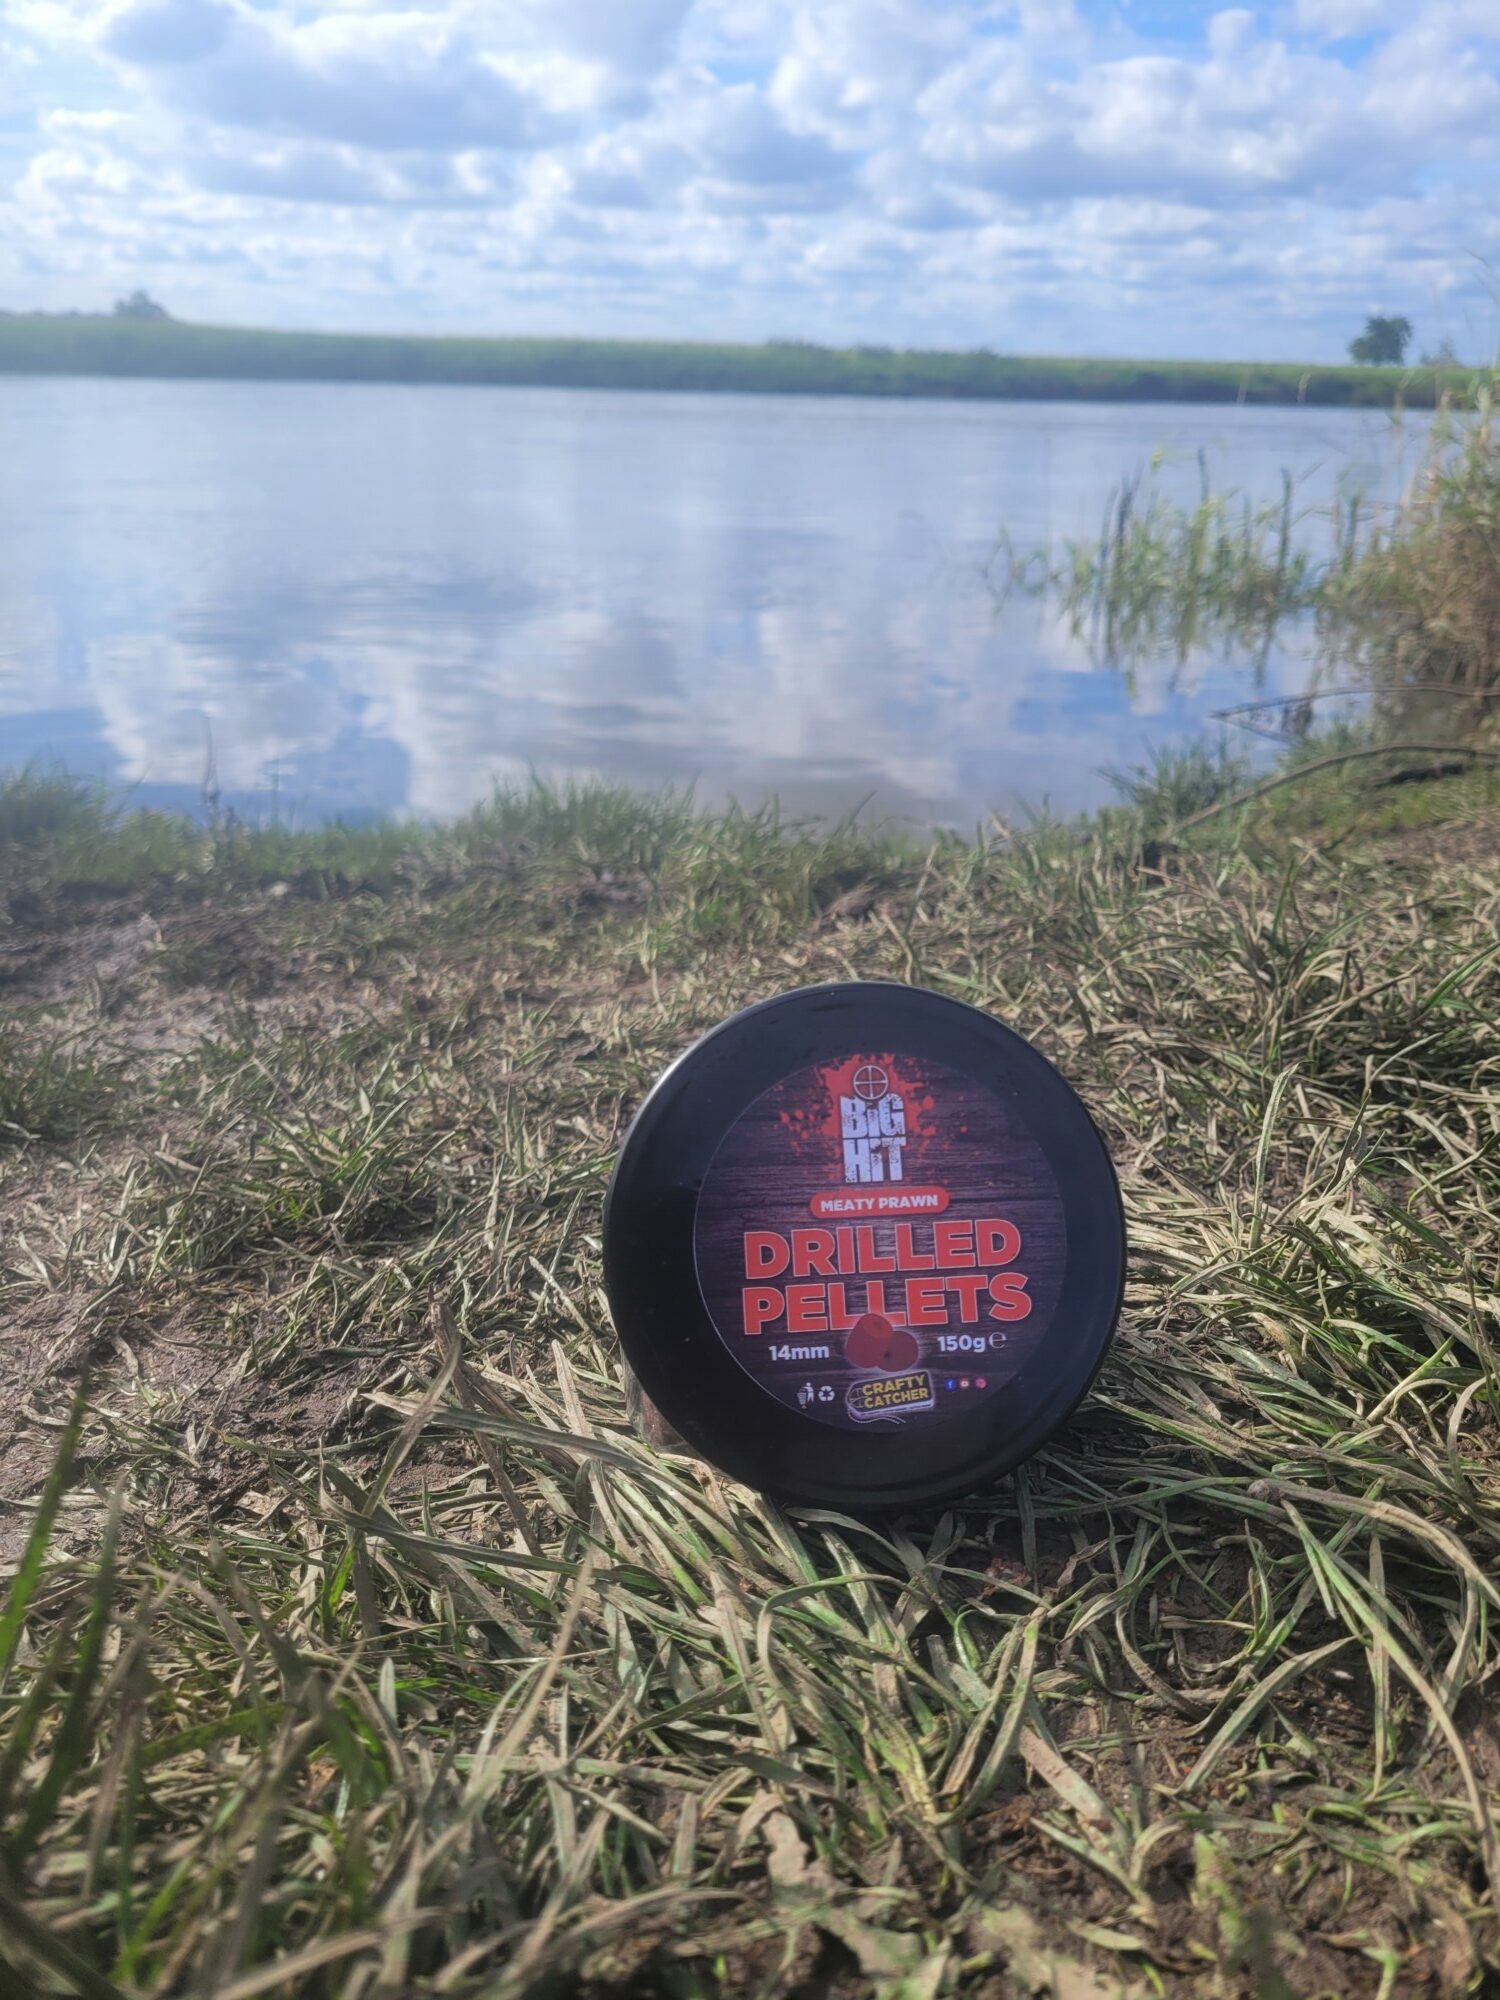 BiG
HiT
MEATY PRAWN
DRILLED
PELLETS
14mm 150g℮
CRAFTY
CATCHER